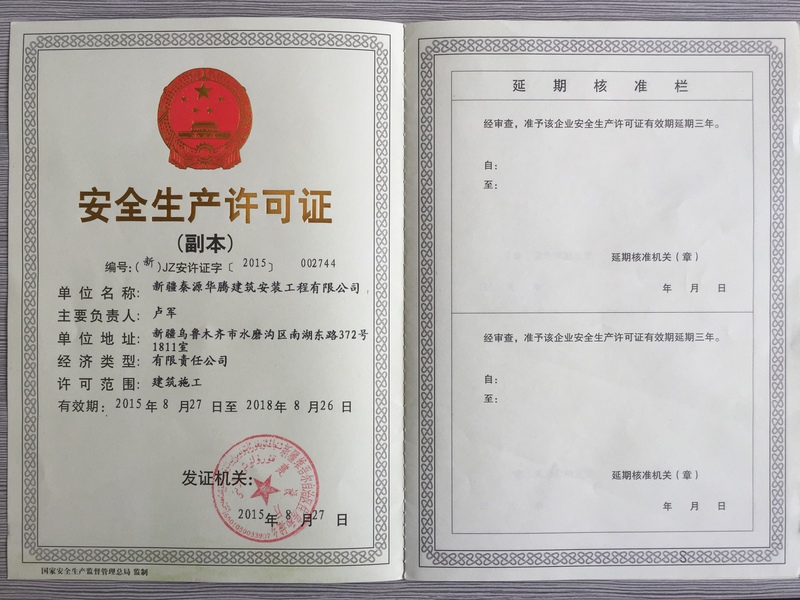 安全生产许可证
(副本)
编号:(新)JZ安许证字〔2015〕002744
单位名称: 新疆秦源华腾建筑安装工程有限公司
主要负责人: 卢军
单位地址: 新疆乌鲁木齐市水磨沟区南湖东路372号
1811室
经济类型: 有限责任公司
许可范围: 建筑施工
有效期: 2015年8月27日至2018年8月26日
发证机关:
2015年8月27日
国家安全生产监督管理总局 监制
延期核准栏
经审查，准予该企业安全生产许可证有效期延期三年。
自:
至:
延期核准机关(章)
年 月 日
经审查，准予该企业安全生产许可证有效期延期三年。
自:
至:
延期核准机关(章)
年 月 日